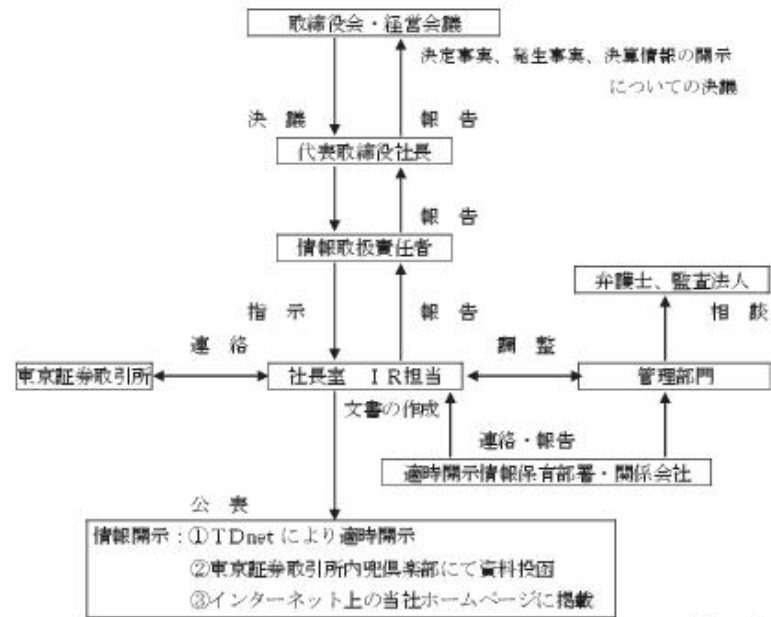 取締役会・経営会議
決定事実、発生事実、決算情報の開示
についての決議
決 議
報 告
代表取締役社長
報 告
情報取扱責任者
弁護士、監査法人
指 示
報 告
相 談
連 絡
調 整
東京証券取引所
社長室 IR担当
管理部門
文書の作成
連絡・報告
適時開示情報保有部署・関係会社
公 表
情報開示：①TDnet により適時開示
②東京証券取引所内兜倶楽部にて資料投函
③インターネット上の当社ホームページに掲載